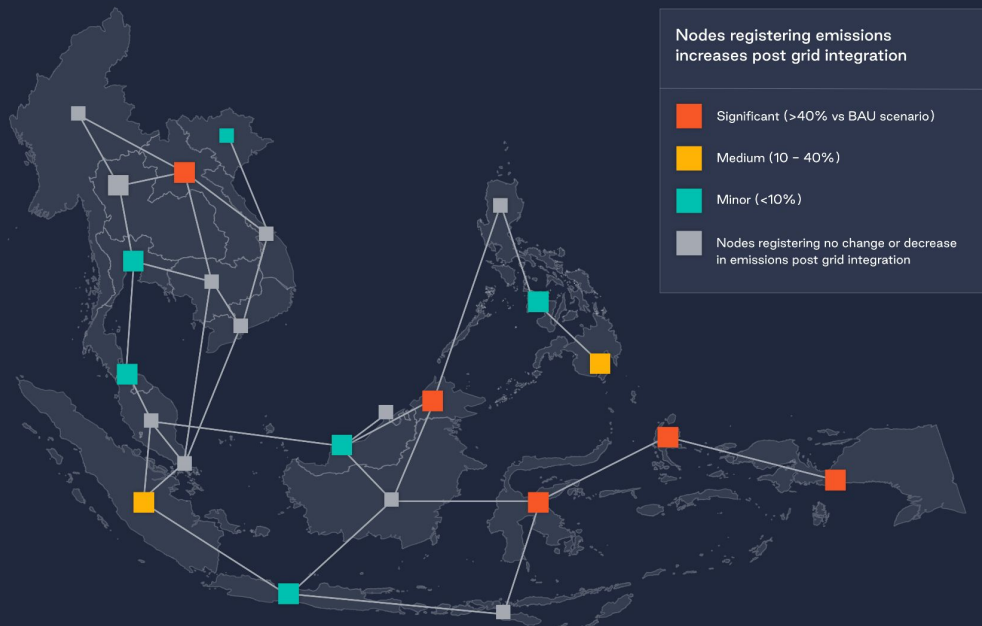 Nodes registering emissions
increases post grid integration
Significant (>40% vs BAU scenario)
Medium (10 – 40%)
Minor (<10%)
Nodes registering no change or decrease
in emissions post grid integration